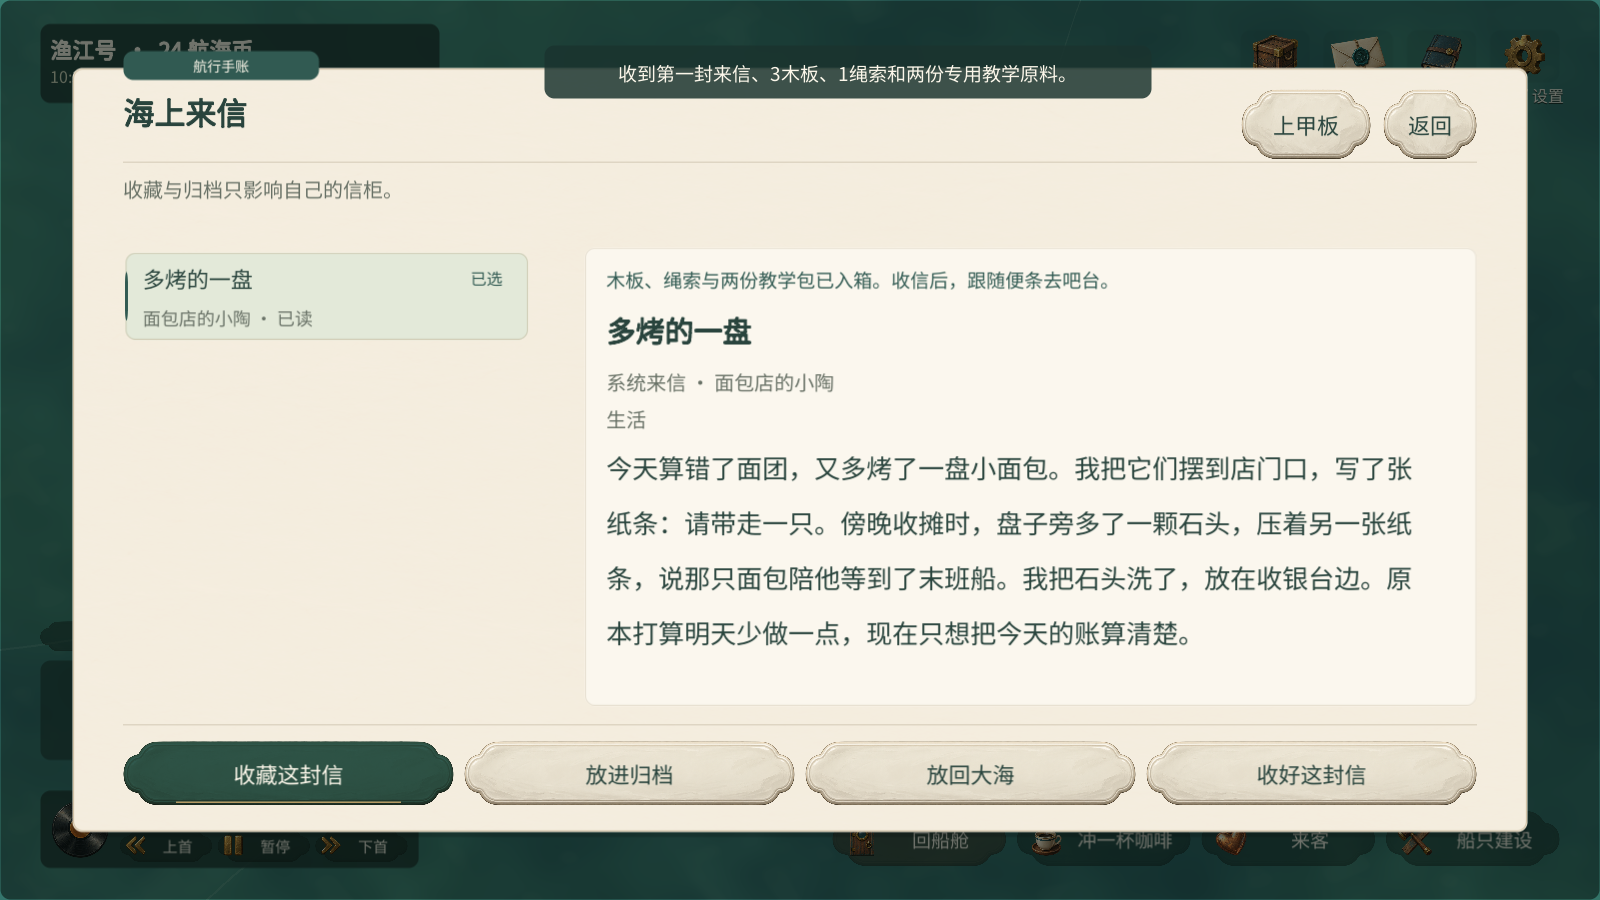 渔江号 · 24 航海币
航行手账
收到第一封来信、3木板、1绳索和两份专用教学原料。
10:
设置
海上来信
上甲板
返回
收藏与归档只影响自己的信柜。
多烤的一盘
已选
面包店的小陶 · 已读
木板、绳索与两份教学包已入箱。收信后，跟随便条去吧台。
多烤的一盘
系统来信 · 面包店的小陶
生活
今天算错了面团，又多烤了一盘小面包。我把它们摆到店门口，写了张
纸条：请带走一只。傍晚收摊时，盘子旁多了一颗石头，压着另一张纸
条，说那只面包陪他等到了末班船。我把石头洗了，放在收银台边。原
本打算明天少做一点，现在只想把今天的账算清楚。
收藏这封信
放进归档
放回大海
收好这封信
上首
暂停
下首
回船舱
冲一杯咖啡
来客
船只建设